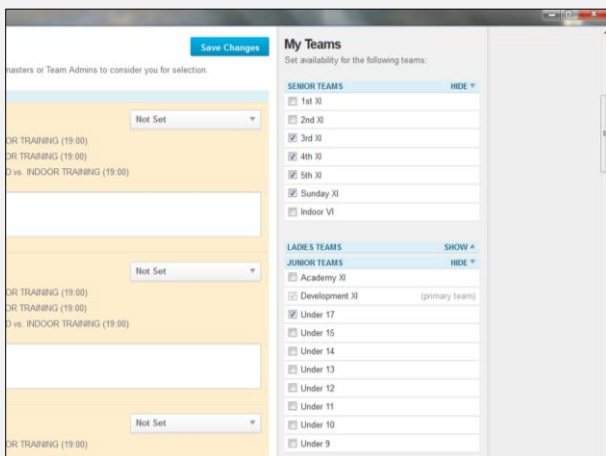 Save Changes
masters or Team Admins to consider you for selection.
Not Set
OR TRAINING (19:00)
OR TRAINING (19:00)
D vs. INDOOR TRAINING (19:00)
Not Set
OR TRAINING (19:00)
OR TRAINING (19:00)
D vs. INDOOR TRAINING (19:00)
Not Set
OR TRAINING (19:00)
My Teams
Set availability for the following teams:
SENIOR TEAMS HIDE
1st XI
2nd XI
3rd XI
4th XI
5th XI
Sunday XI
Indoor VI
LADIES TEAMS SHOW
JUNIOR TEAMS HIDE
Academy XI
Development XI (primary team)
Under 17
Under 15
Under 14
Under 13
Under 12
Under 11
Under 10
Under 9